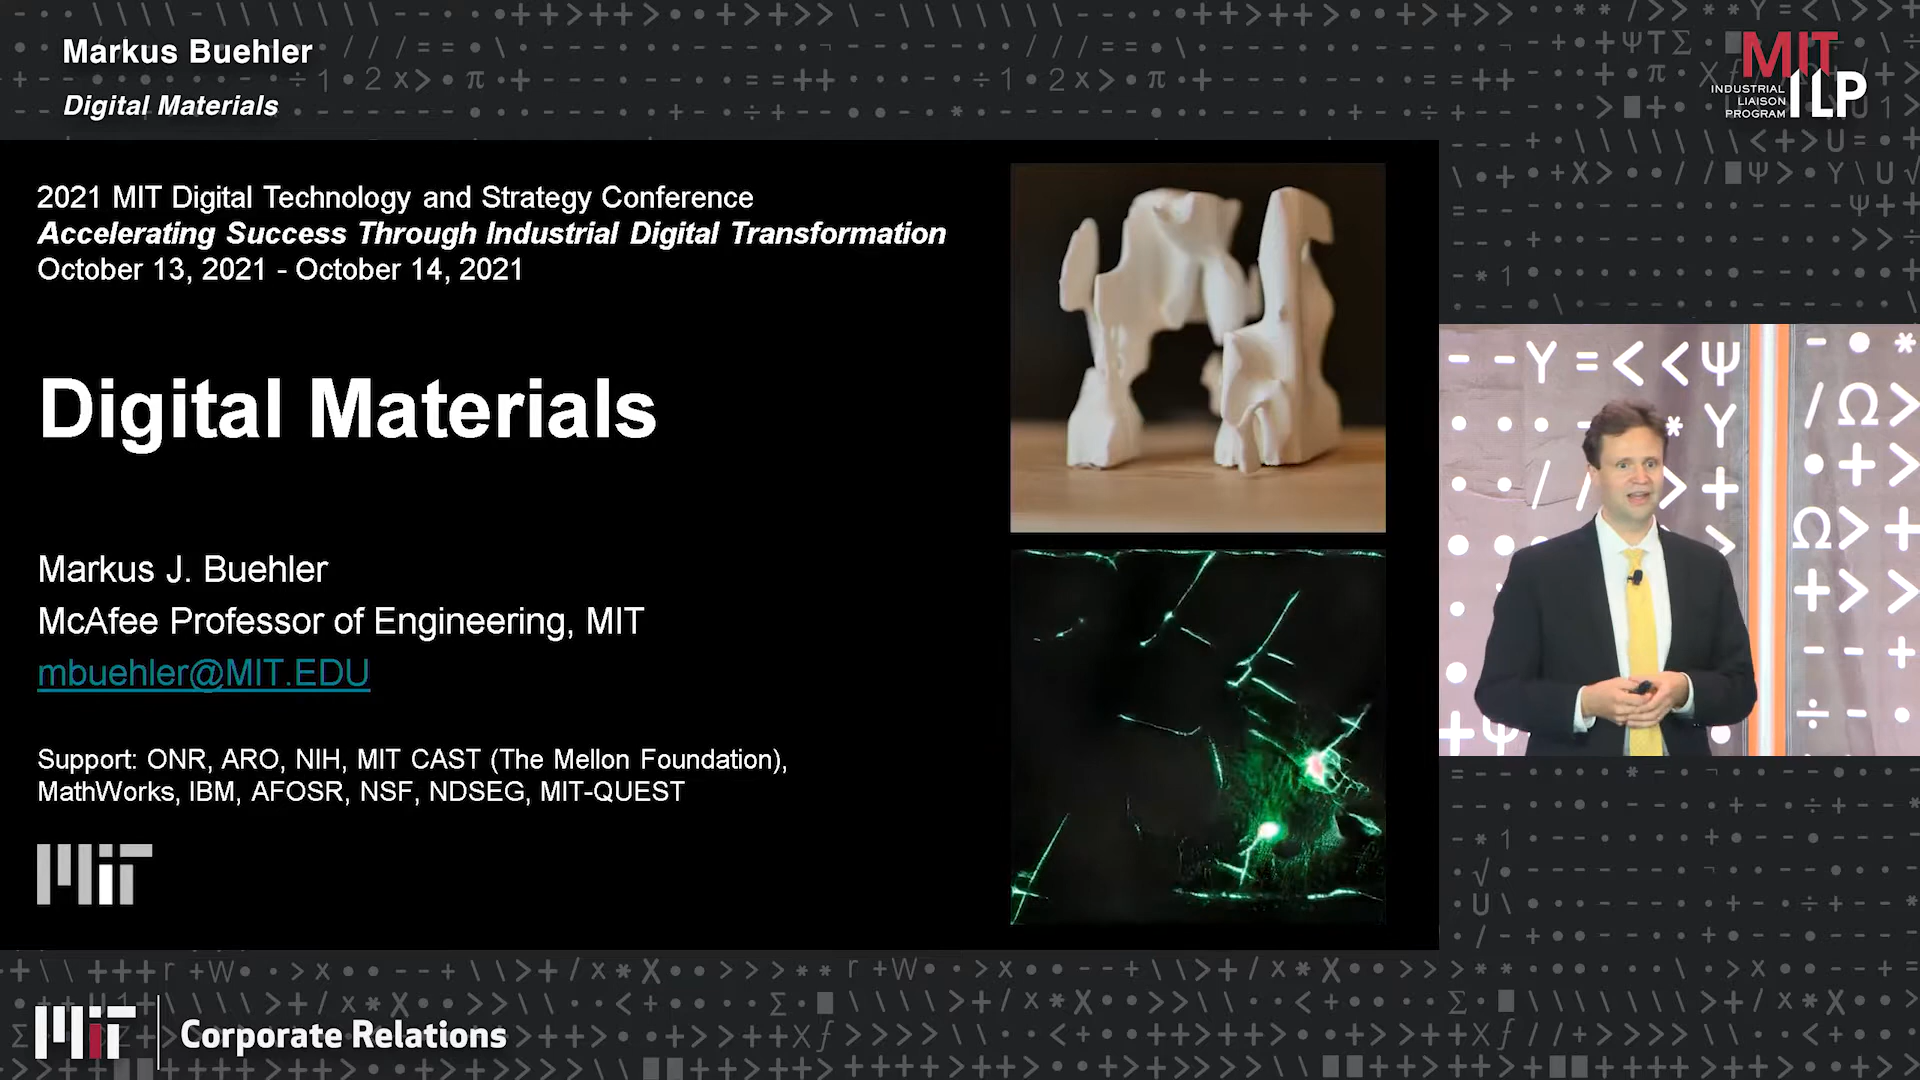 Markus Buehler
Digital Materials
MIT
ILP
INDUSTRIAL
LIAISON
PROGRAM
2021 MIT Digital Technology and Strategy Conference
Accelerating Success Through Industrial Digital Transformation
October 13, 2021 - October 14, 2021
Digital Materials
Markus J. Buehler
McAfee Professor of Engineering, MIT
mbuehler@MIT.EDU
Support: ONR, ARO, NIH, MIT CAST (The Mellon Foundation),
MathWorks, IBM, AFOSR, NSF, NDSEG, MIT-QUEST
MIT
MIT Corporate Relations